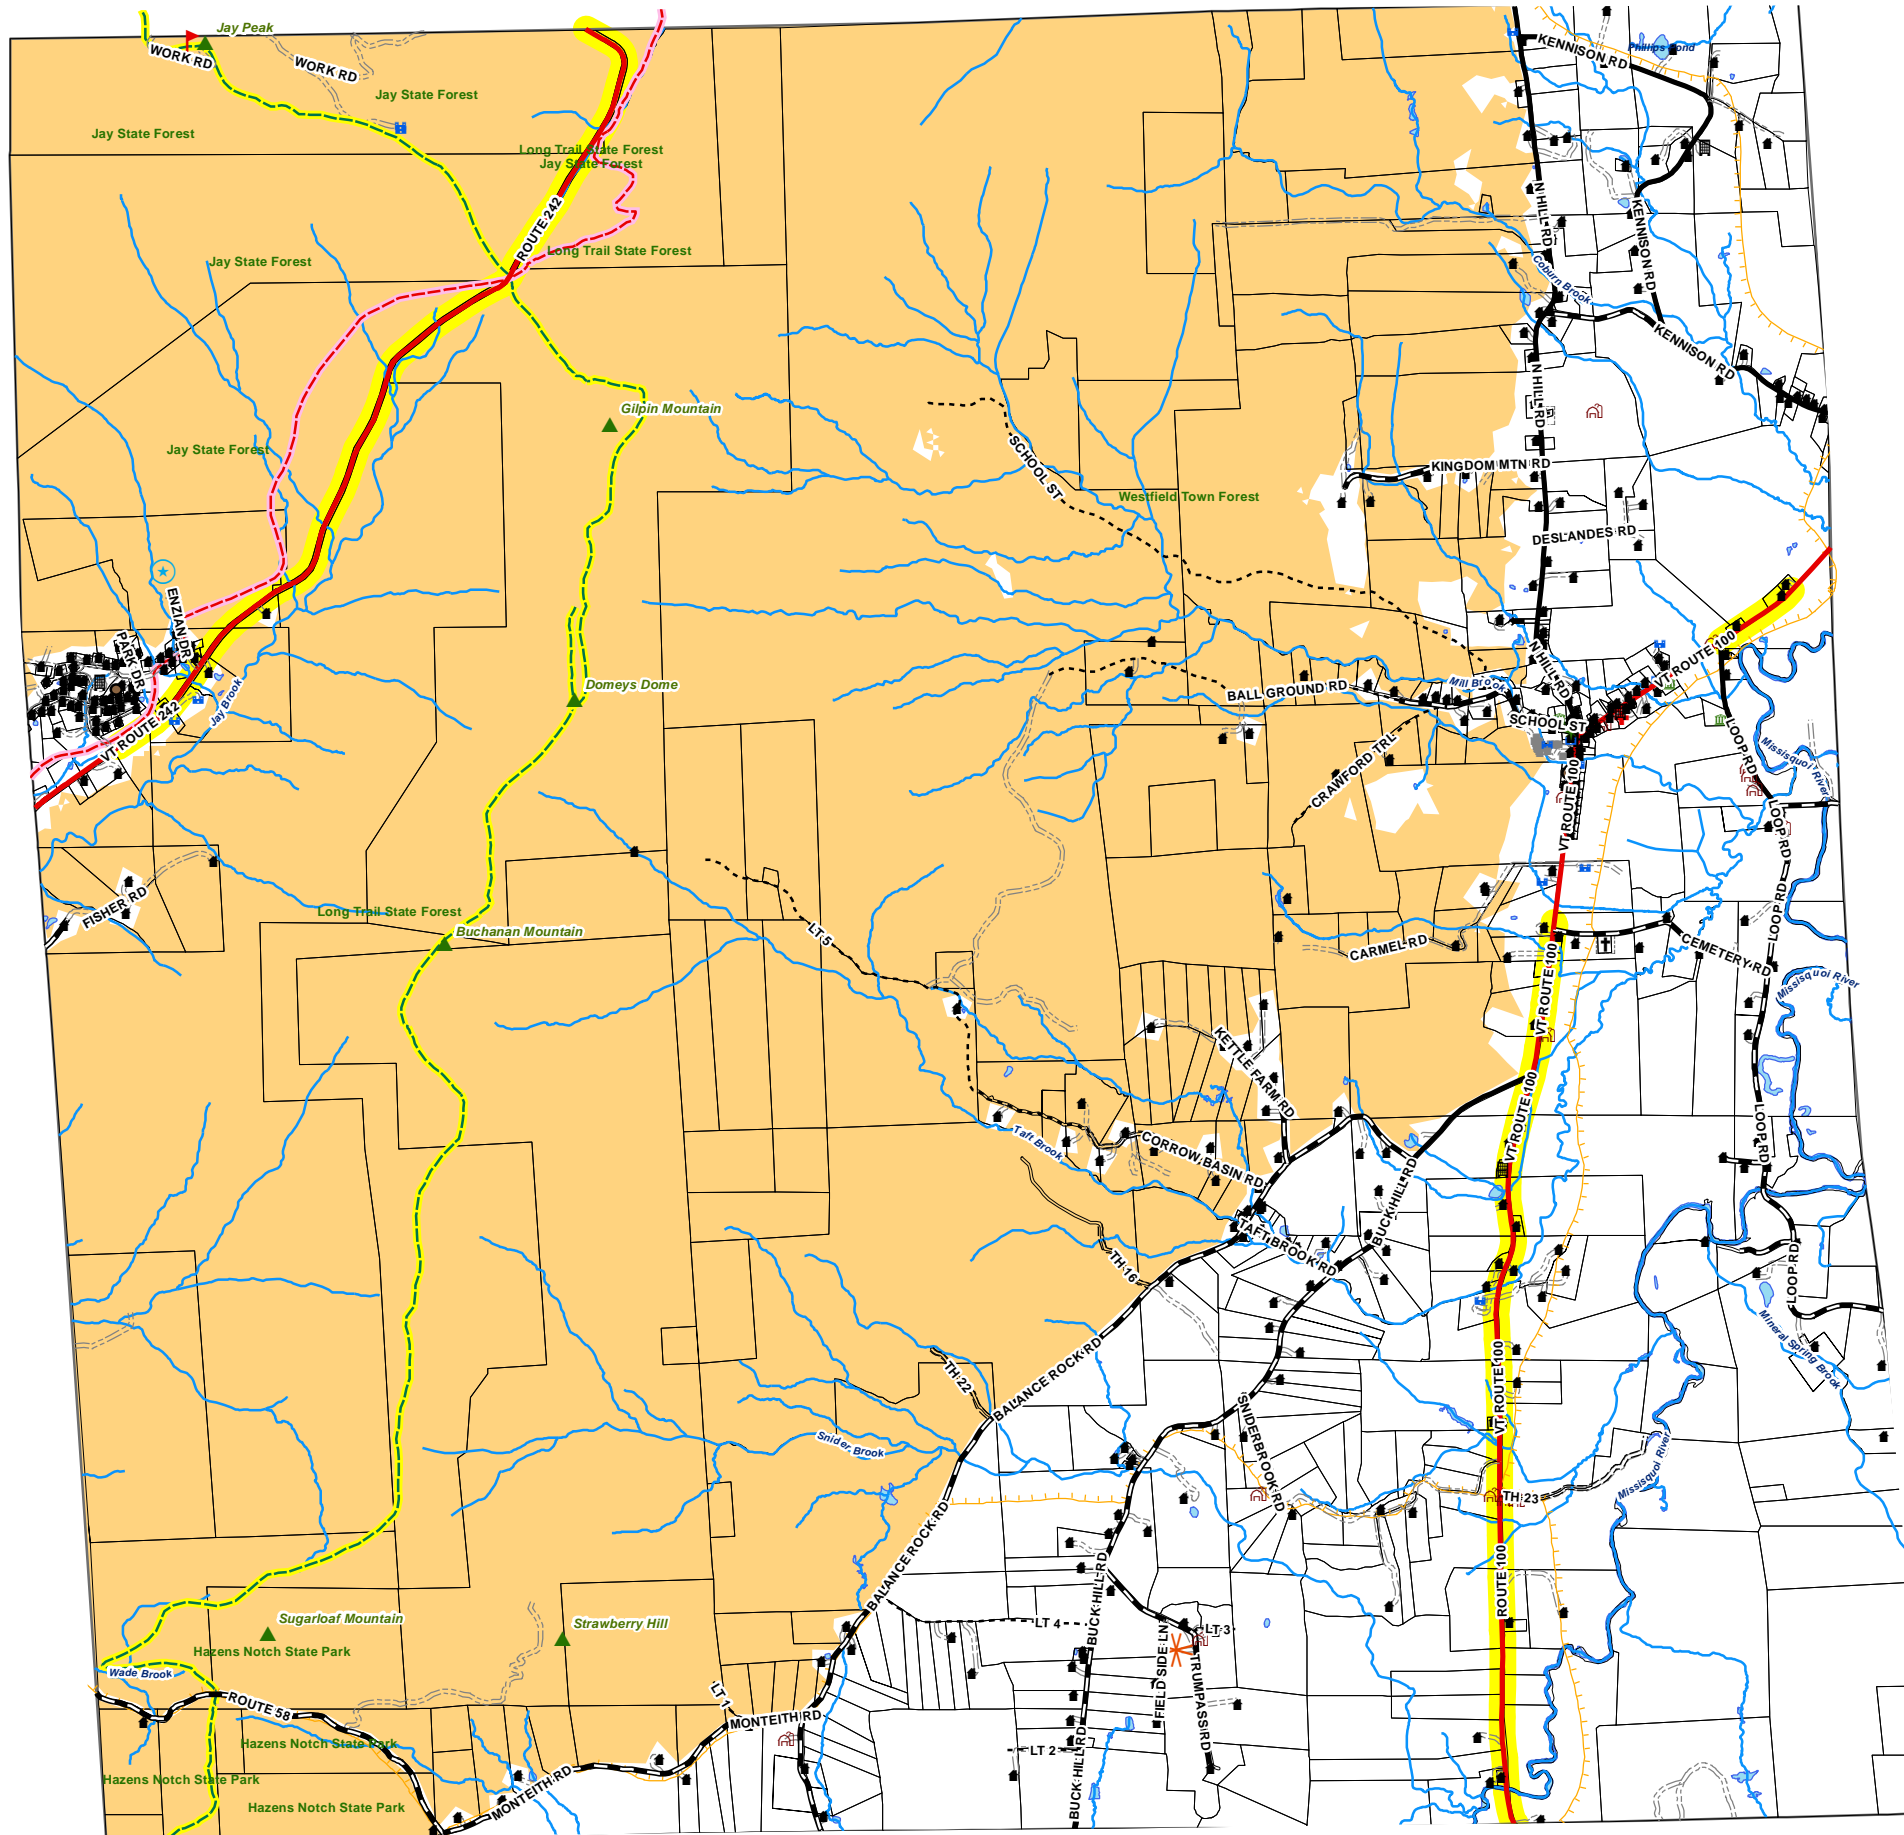 Jay Peak
WORK RD
WORK RD
Jay State Forest
Jay State Forest
Long Trail State Forest
Jay State Forest
ROUTE 242
Long Trail State Forest
Jay State Forest
Jay State Forest
KENNISON RD
Phillips Pond
N HILL RD
KENNISON RD
Coburn Brook
KENNISON RD
N HILL RD
Gilpin Mountain
SCHOOL ST
KINGDOM MTN RD
Westfield Town Forest
DESLANDES RD
ENZIAN DR
PARK DR
Jay Brook
VT ROUTE 242
Domeys Dome
N HILL RD
VT ROUTE 100
Mill Brook
BALL GROUND RD
SCHOOL ST
CRAWFORD TRL
LOOP RD
Missisquoi River
VT ROUTE 100
LOOP RD
FISHER RD
Long Trail State Forest
Buchanan Mountain
LT 5
CARMEL RD
LOOP RD
CEMETERY RD
VT ROUTE 100
Missisquoi River
KETTLE FARM RD
VT ROUTE 100
LOOP RD
Taft Brook
CORROW BASIN RD
BUCK HILL RD
TAFT BROOK RD
TH 16
LOOP RD
Mineral Spring Brook
BALANCE ROCK RD
TH 22
VT ROUTE 100
SNIDERBROOK RD
Snider Brook
Missisquoi River
TH 23
BALANCE ROCK RD
BUCK HILL RD
ROUTE 100
Sugarloaf Mountain
Strawberry Hill
LT 4
LT 3
Hazens Notch State Park
Wade Brook
FIELD SIDE LN
TRUMPASS RD
ROUTE 58
LT 1
MONTEITH RD
Hazens Notch State Park
LT 2
BUCK HILL RD
Hazens Notch State Park
MONTEITH RD
Hazens Notch State Park